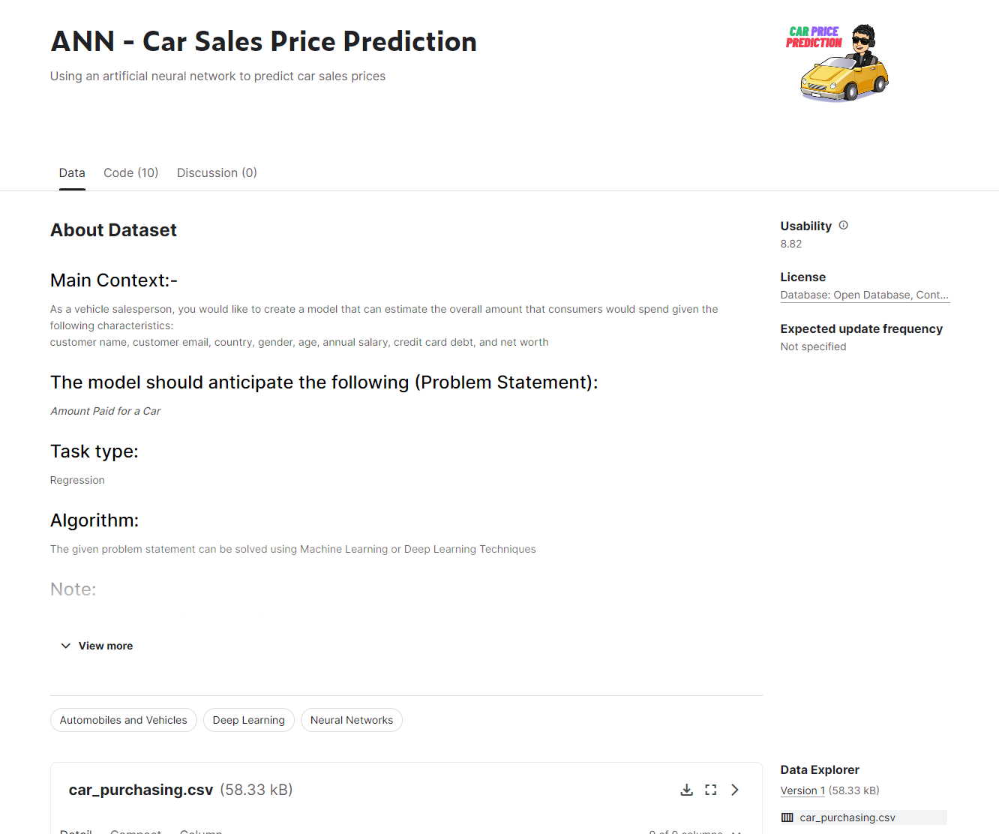 ANN - Car Sales Price Prediction
Using an artificial neural network to predict car sales prices
CAR PRICE
PREDICTION
Data
Code (10)
Discussion (0)
About Dataset
Main Context:-
As a vehicle salesperson, you would like to create a model that can estimate the overall amount that consumers would spend given the
following characteristics:
customer name, customer email, country, gender, age, annual salary, credit card debt, and net worth
The model should anticipate the following (Problem Statement):
Amount Paid for a Car
Task type:
Regression
Algorithm:
The given problem statement can be solved using Machine Learning or Deep Learning Techniques
Note:
View more
Usability
8.82
License
Database: Open Database, Cont...
Expected update frequency
Not specified
Automobiles and Vehicles
Deep Learning
Neural Networks
car_purchasing.csv (58.33 kB)
Detail
Compact
Column
9 of 9 columns
Data Explorer
Version 1 (58.33 kB)
car_purchasing.csv